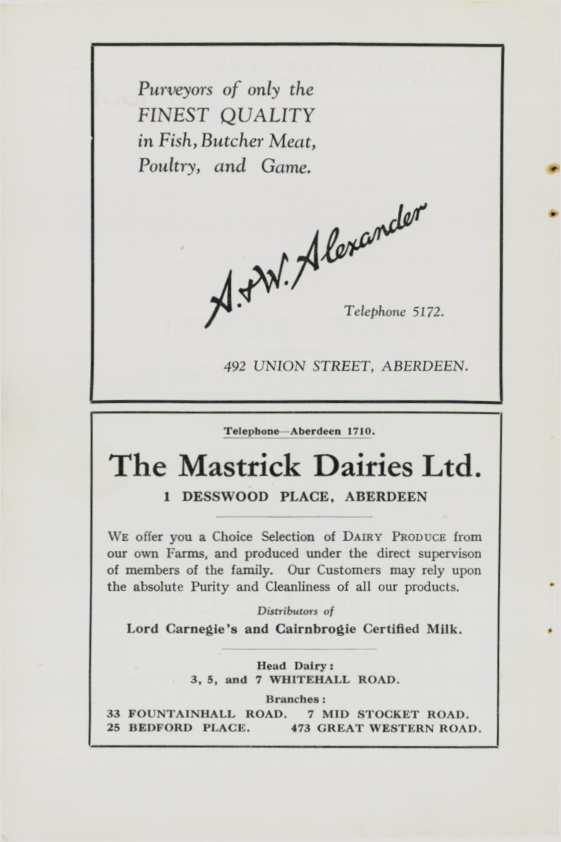 Purveyors of only the
FINEST QUALITY
in Fish, Butcher Meat,
Poultry, and Game.
A. & W. Alexander
Telephone 5172.
492 UNION STREET, ABERDEEN.
Telephone—Aberdeen 1710.
The Mastrick Dairies Ltd.
1 DESSWOOD PLACE, ABERDEEN
WE offer you a Choice Selection of DAIRY PRODUCE from
our own Farms, and produced under the direct supervison
of members of the family. Our Customers may rely upon
the absolute Purity and Cleanliness of all our products.
Distributors of
Lord Carnegie's and Cairnbrogie Certified Milk.
Head Dairy:
3, 5, and 7 WHITEHALL ROAD.
Branches:
33 FOUNTAINHALL ROAD. 7 MID STOCKET ROAD.
25 BEDFORD PLACE. 473 GREAT WESTERN ROAD.